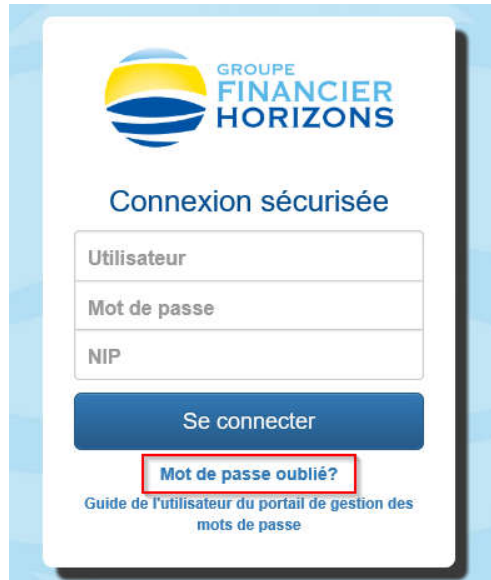 GROUPE
FINANCIER
HORIZONS
Connexion sécurisée
Utilisateur
Mot de passe
NIP
Se connecter
Mot de passe oublié?
Guide de l'utilisateur du portail de gestion des
mots de passe